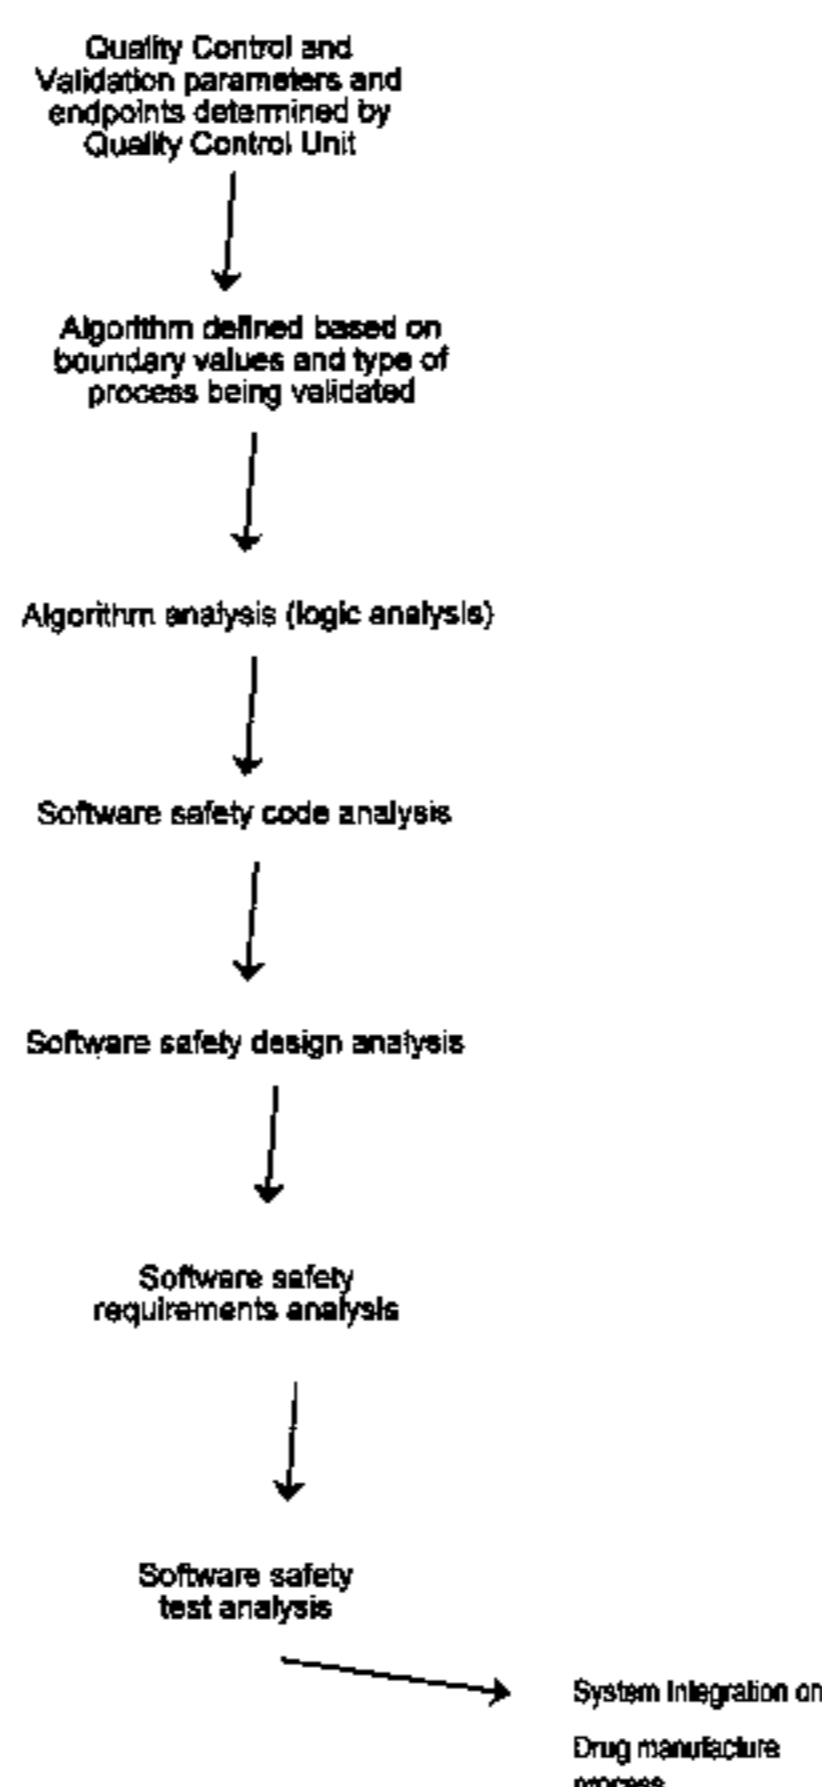 Quality Control and
Validation parameters and
endpoints determined by
Quality Control Unit
Algorithm defined based on
boundary values and type of
process being validated
Algorithm analysis (logic analysis)
Software safety code analysis
Software safety design analysis
Software safety
requirements analysis
Software safety
test analysis
System Integration on
Drug manufacture
process